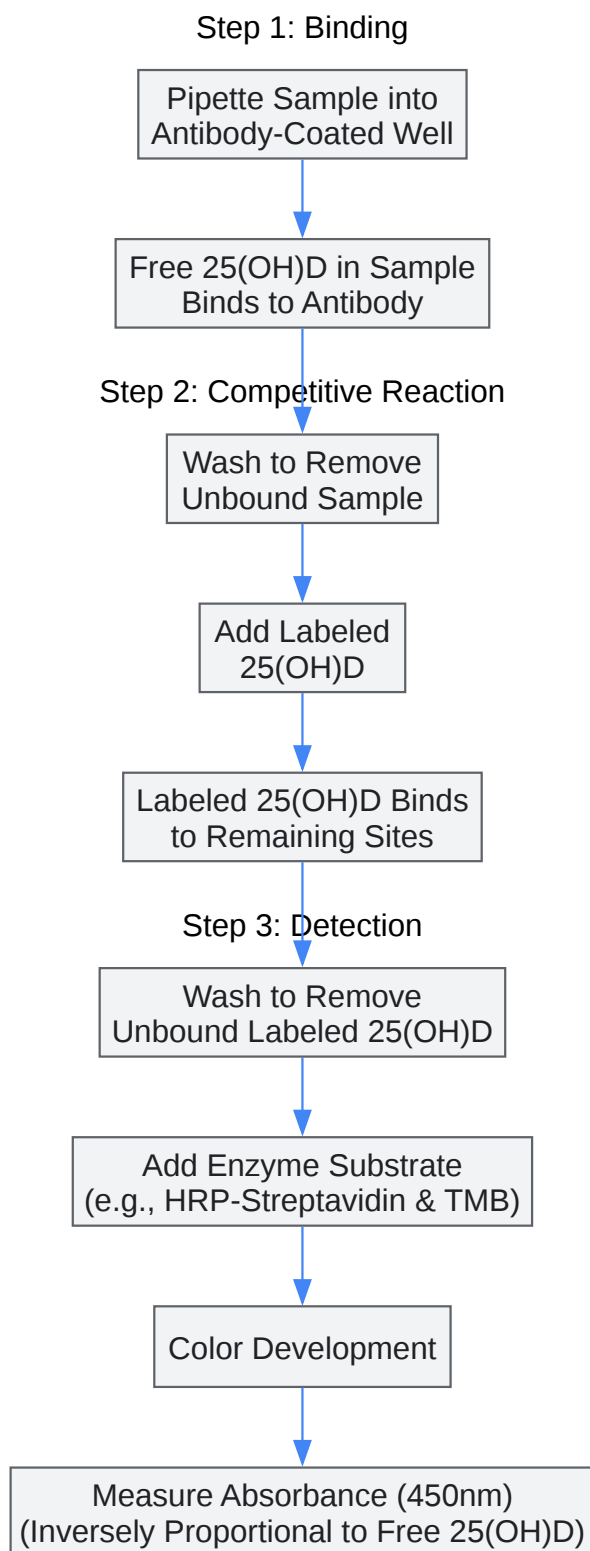 Step 1: Binding
Pipette Sample into
Antibody-Coated Well
Free 25(OH)D in Sample
Binds to Antibody
Step 2: Competitive Reaction
Wash to Remove
Unbound Sample
Add Labeled
25(OH)D
Labeled 25(OH)D Binds
to Remaining Sites
Step 3: Detection
Wash to Remove
Unbound Labeled 25(OH)D
Add Enzyme Substrate
(e.g., HRP-Streptavidin & TMB)
Color Development
Measure Absorbance (450nm)
(Inversely Proportional to Free 25(OH)D)